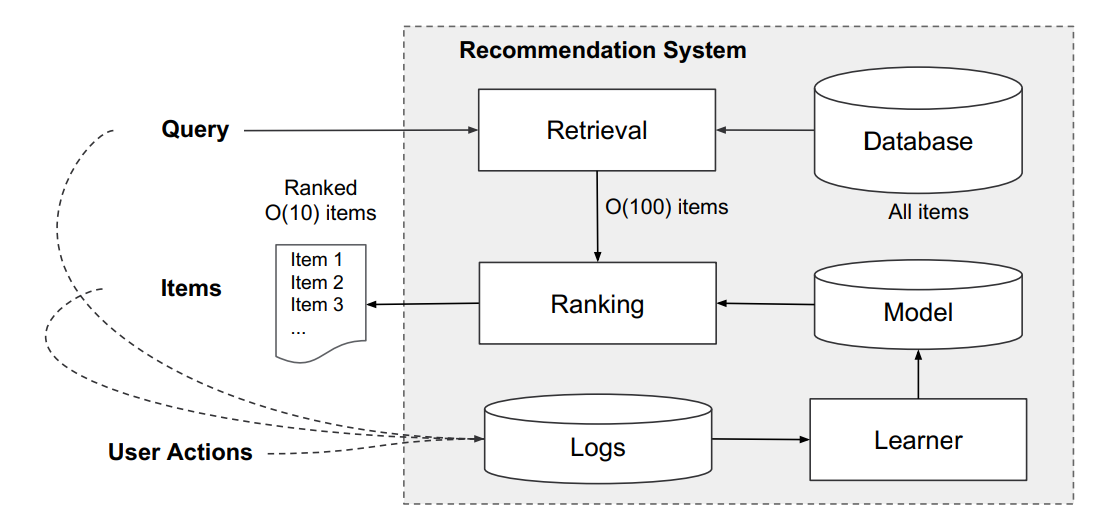 Recommendation System
Query
Retrieval
Database
All items
Ranked
O(10) items
O(100) items
Items
Item 1
Item 2
Item 3
...
Ranking
Model
User Actions
Logs
Learner